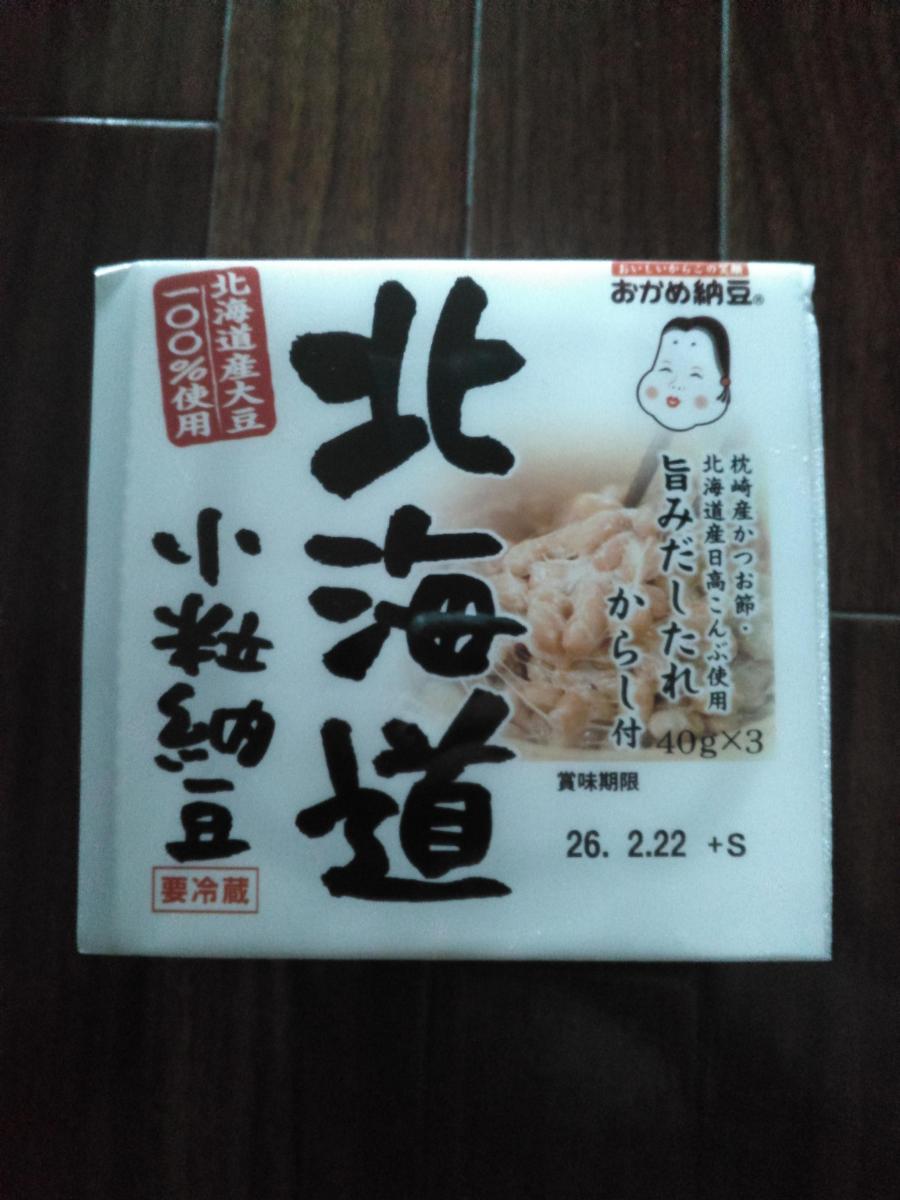 おいしいからこの笑顔
おかめ納豆®
枕崎産かつお節・
北海道産日高こんぶ使用
旨みだしたれ
からし付
40g×3
賞味期限
26. 2.22 +S
北海道
北海道産大豆
一〇〇%使用
小粒納豆
要冷蔵